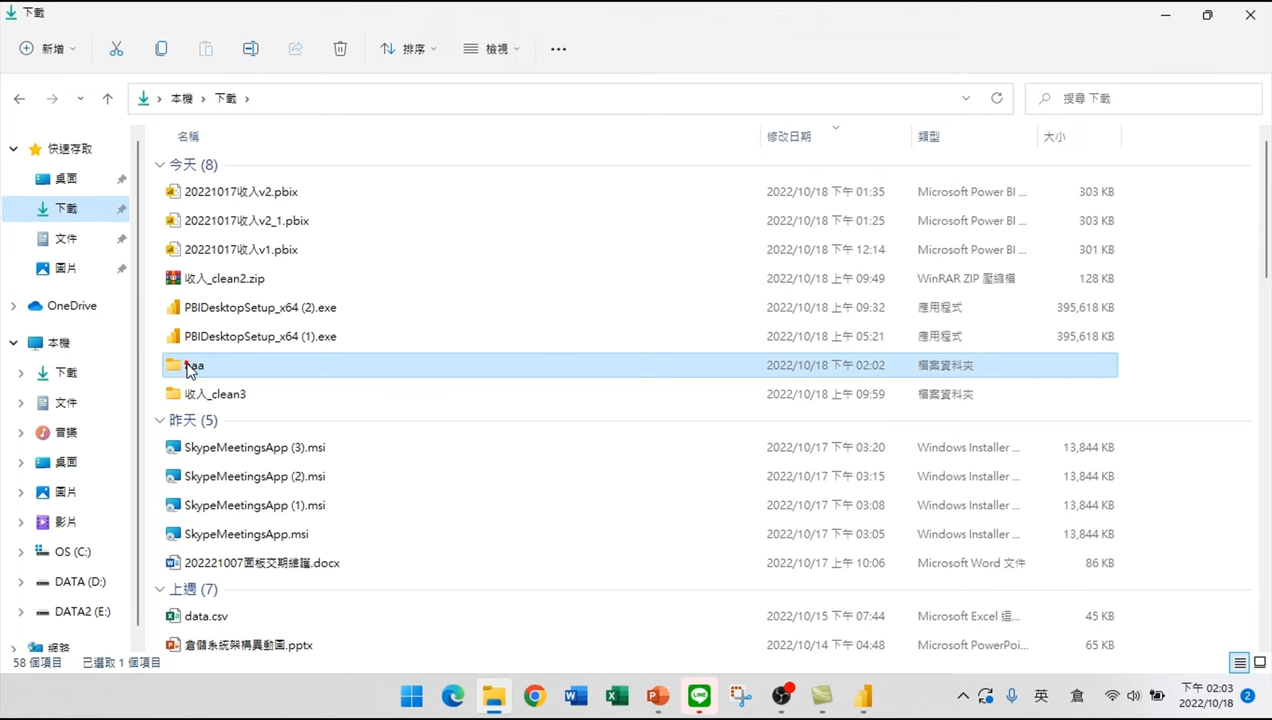 下載
新增
排序
檢視
本機 > 下載 >
搜尋 下載
快速存取
桌面
下載
文件
圖片
OneDrive
本機
下載
文件
音樂
桌面
圖片
影片
OS (C:)
DATA (D:)
DATA2 (E:)
網路
名稱 修改日期 類型 大小
今天 (8)
20221017收入v2.pbix 2022/10/18 下午 01:35 Microsoft Power BI ... 303 KB
20221017收入v2_1.pbix 2022/10/18 下午 01:25 Microsoft Power BI ... 303 KB
20221017收入v1.pbix 2022/10/18 下午 12:14 Microsoft Power BI ... 301 KB
收入_clean2.zip 2022/10/18 上午 09:49 WinRAR ZIP 壓縮檔 128 KB
PBIDesktopSetup_x64 (2).exe 2022/10/18 上午 09:32 應用程式 395,618 KB
PBIDesktopSetup_x64 (1).exe 2022/10/18 上午 05:21 應用程式 395,618 KB
2022/10/18 下午 02:02 檔案資料夾
收入_clean3 2022/10/18 上午 09:59 檔案資料夾
昨天 (5)
SkypeMeetingsApp (3).msi 2022/10/17 下午 03:20 Windows Installer ... 13,844 KB
SkypeMeetingsApp (2).msi 2022/10/17 下午 03:15 Windows Installer ... 13,844 KB
SkypeMeetingsApp (1).msi 2022/10/17 下午 03:08 Windows Installer ... 13,844 KB
SkypeMeetingsApp.msi 2022/10/17 下午 03:05 Windows Installer ... 13,844 KB
202221007面板交期維護.docx 2022/10/17 上午 10:06 Microsoft Word 文件 86 KB
上週 (7)
data.csv 2022/10/15 下午 07:44 Microsoft Excel 逗... 45 KB
倉儲系統架構異動圖.pptx 2022/10/14 下午 04:48 Microsoft PowerPoi... 65 KB
58 個項目 已選取 1 個項目
英 倉 下午 02:03
2022/10/18 2